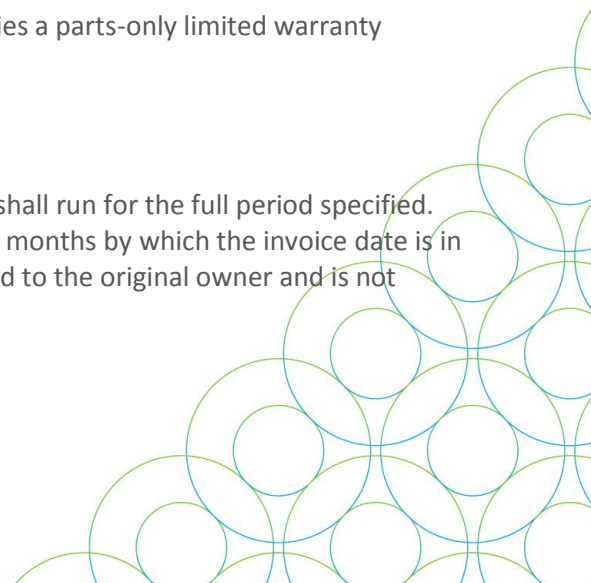 a parts-only limited warranty
shall run for the full period specified.
months by which the invoice date is in
to the original owner and is not